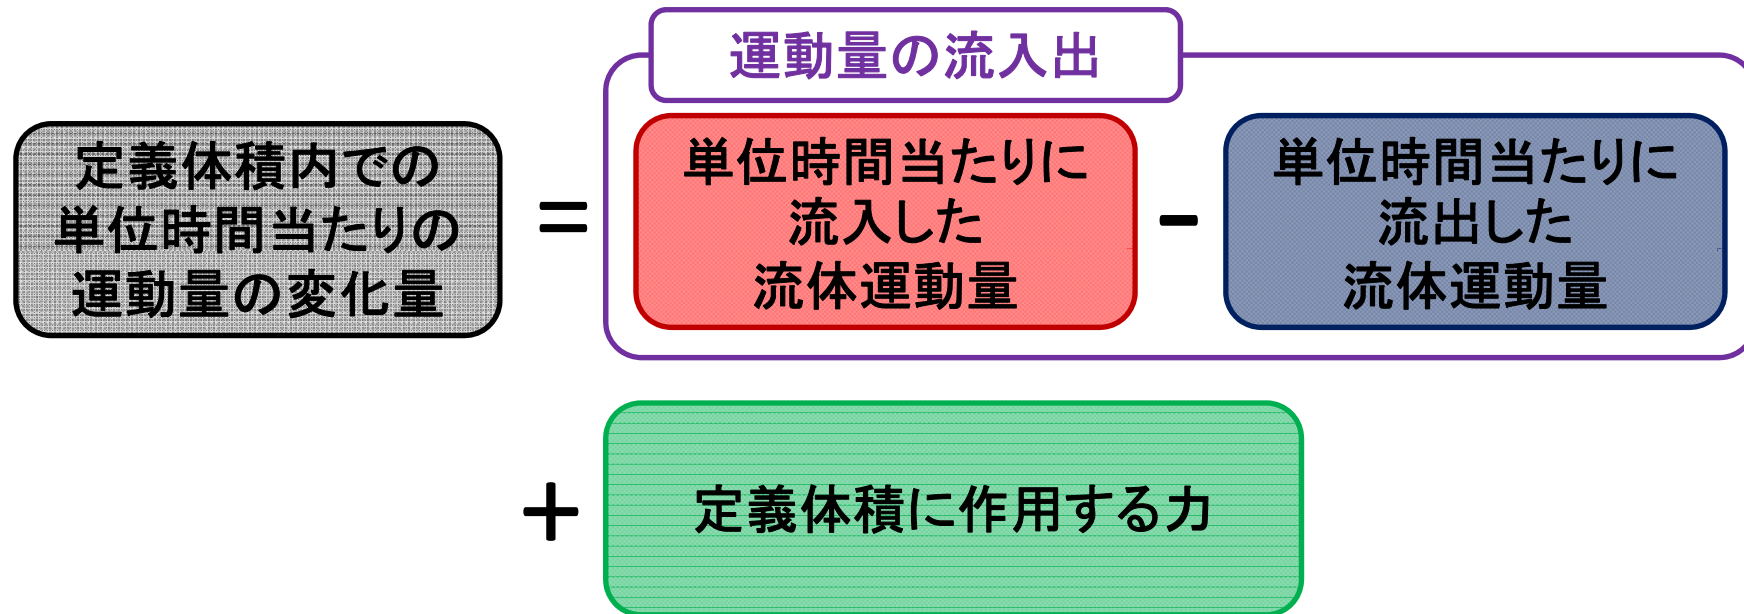 運動量の流入出
定義体積内での
単位時間当たりの
運動量の変化量
=
単位時間当たりに
流入した
流体運動量
-
単位時間当たりに
流出した
流体運動量
+
定義体積に作用する力